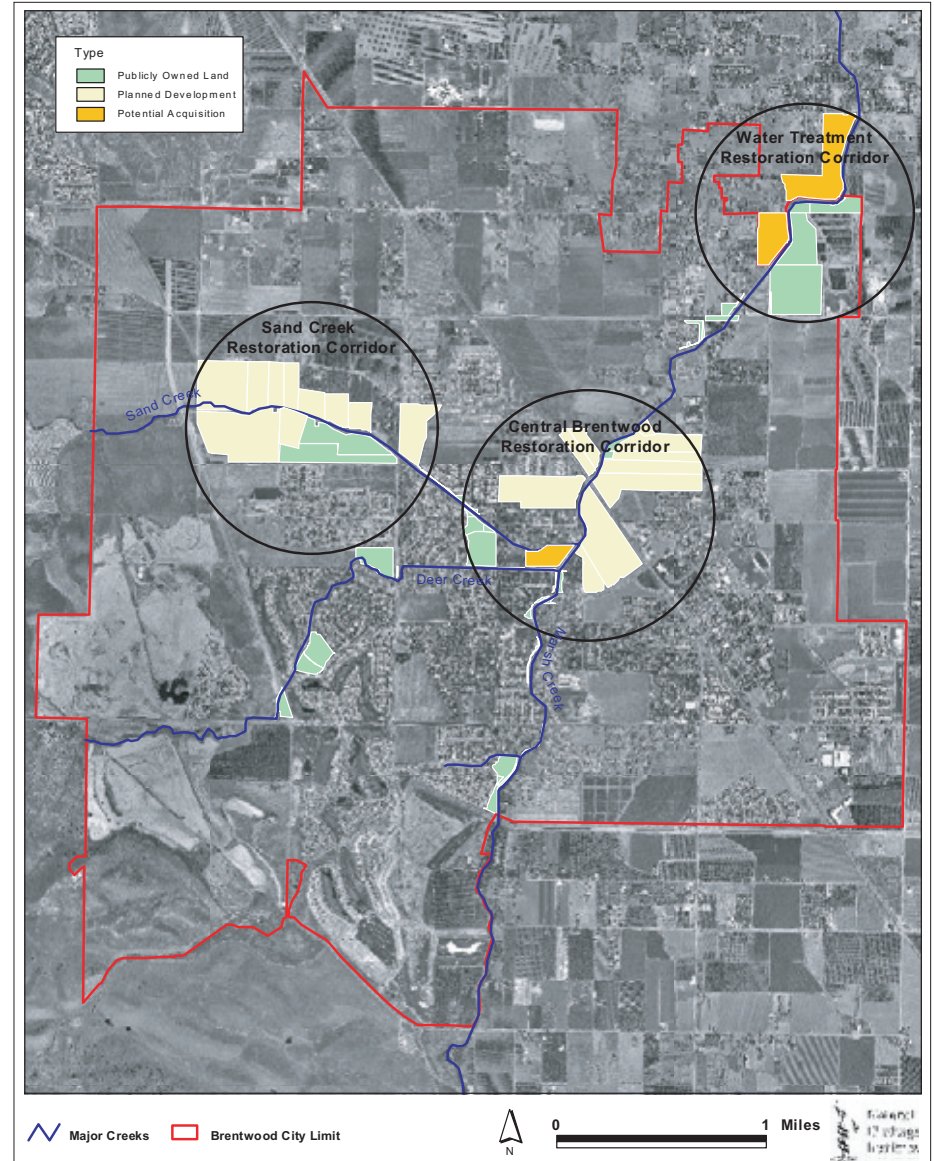 Type
Publicly Owned Land
Planned Development
Potential Acquisition
Water Treatment
Restoration Corridor
Sand Creek
Restoration Corridor
Sand Creek
Central Brentwood
Restoration Corridor
Deer Creek
Marsh Creek
Major Creeks
Brentwood City Limit
N
0
1
Miles